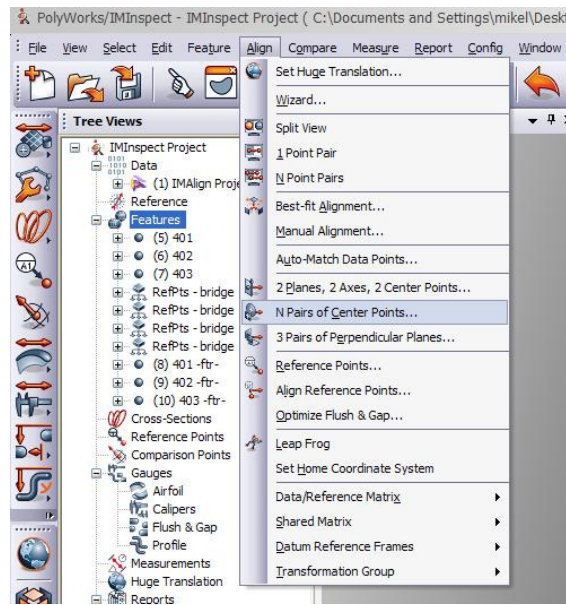 PolyWorks/IMInspect - IMInspect Project ( C:\Documents and Settings\mikel\Desk
File View Select Edit Feature Align Compare Measure Report Config Window
Tree Views
IMInspect Project
Data
(1) IMAlign Proje
Reference
Features
(5) 401
(6) 402
(7) 403
RefPts - bridge
RefPts - bridge
RefPts - bridge
RefPts - bridge
(8) 401 -ftr-
(9) 402 -ftr-
(10) 403 -ftr-
Cross-Sections
Reference Points
Comparison Points
Gauges
Airfoil
Calipers
Flush & Gap
Profile
Measurements
Huge Translation
Reports
Set Huge Translation...
Wizard...
Split View
1 Point Pair
N Point Pairs
Best-fit Alignment...
Manual Alignment...
Auto-Match Data Points...
2 Planes, 2 Axes, 2 Center Points...
N Pairs of Center Points...
3 Pairs of Perpendicular Planes...
Reference Points...
Align Reference Points...
Optimize Flush & Gap...
Leap Frog
Set Home Coordinate System
Data/Reference Matrix
Shared Matrix
Datum Reference Frames
Transformation Group